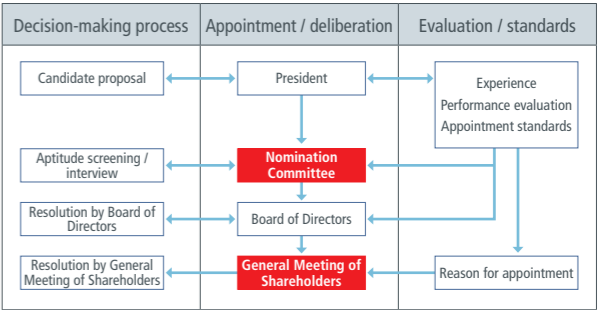 Decision-making process
Appointment / deliberation
Evaluation / standards
Candidate proposal
President
Experience
Performance evaluation
Appointment standards
Aptitude screening /
interview
Nomination
Committee
Resolution by Board of
Directors
Board of Directors
Resolution by General
Meeting of Shareholders
General Meeting of
Shareholders
Reason for appointment